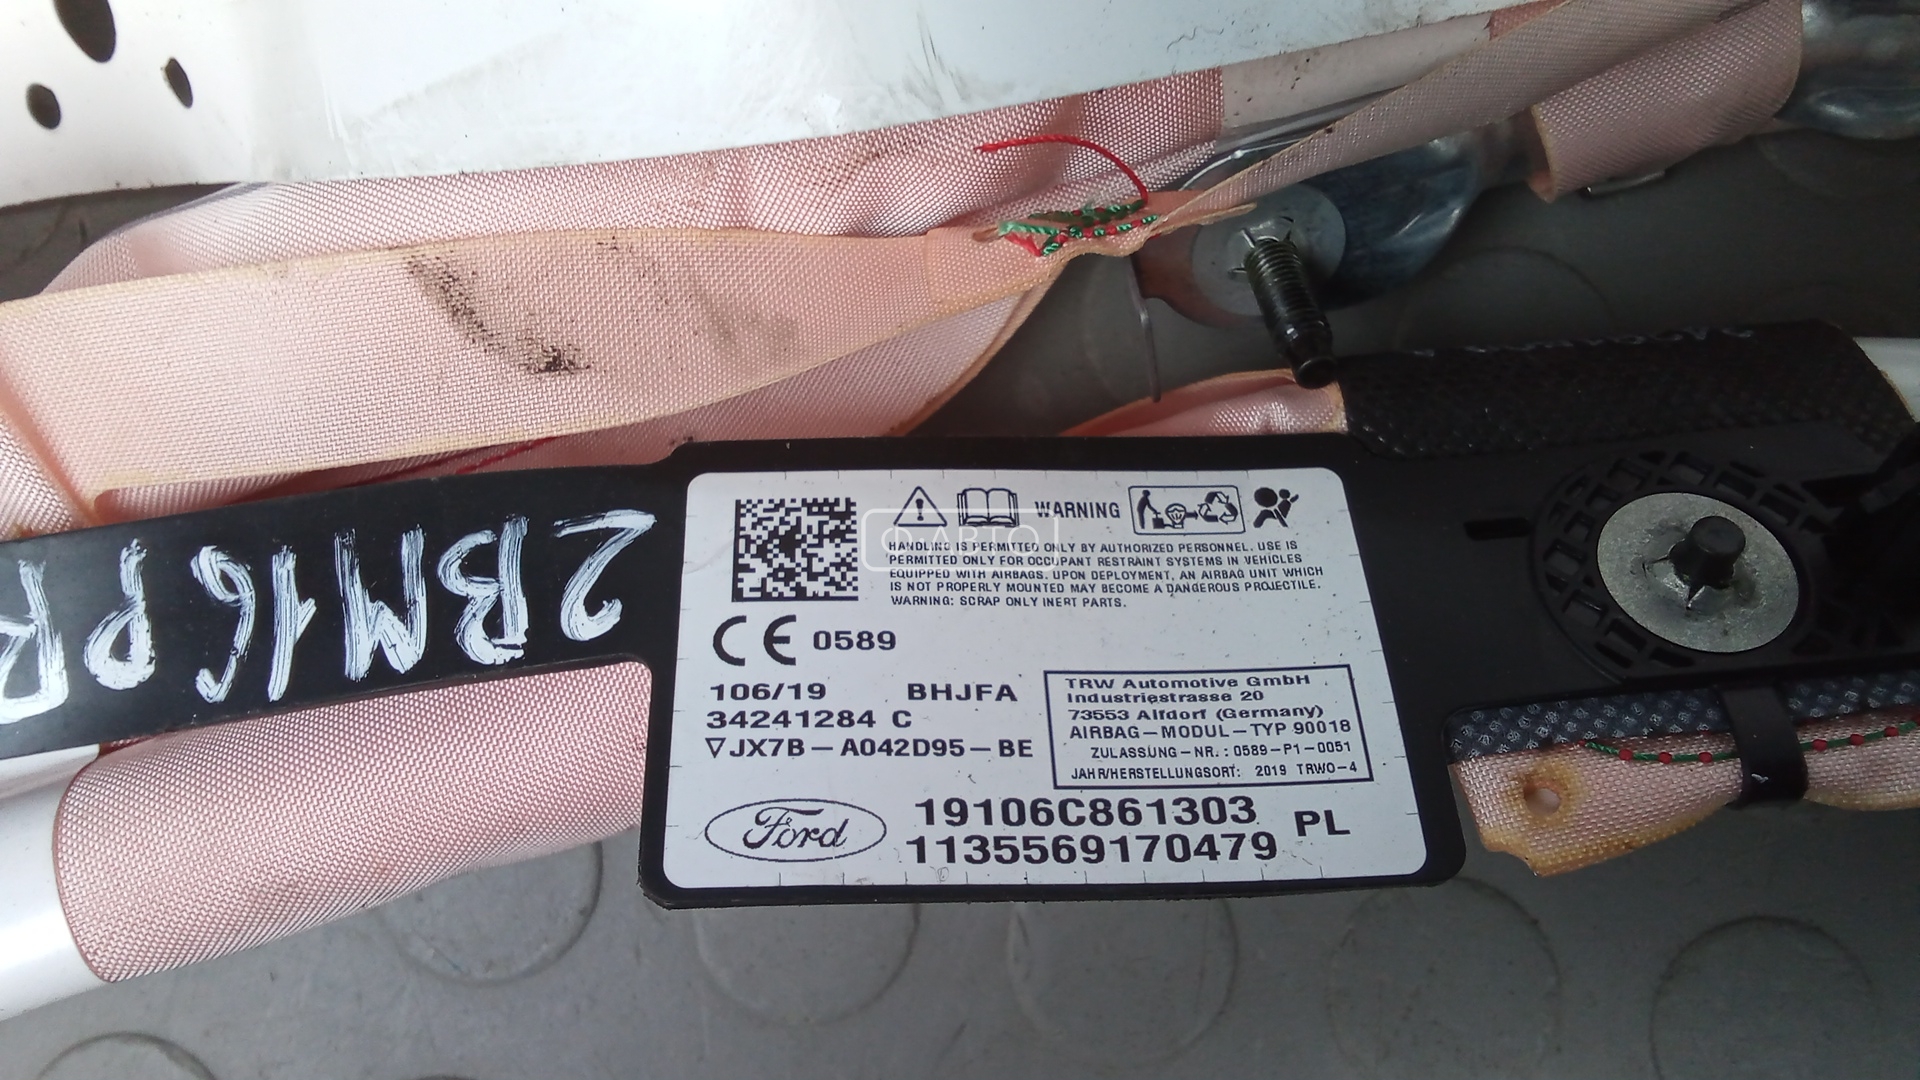 2BM16PR
WARNING
HANDLING IS PERMITTED ONLY BY AUTHORIZED PERSONNEL. USE IS
PERMITTED ONLY FOR OCCUPANT RESTRAINT SYSTEMS IN VEHICLES
EQUIPPED WITH AIRBAGS. UPON DEPLOYMENT, AN AIRBAG UNIT WHICH
IS NOT PROPERLY MOUNTED MAY BECOME A DANGEROUS PROJECTILE.
WARNING: SCRAP ONLY INERT PARTS.
Ф-АВТО
CE 0589
106/19 BHJFA
34241284 C
▽JX7B-A042D95-BE
TRW Automotive GmbH
Industriestrasse 20
73553 Alfdorf (Germany)
AIRBAG-MODUL-TYP 90018
ZULASSUNG-NR.: 0589-P1-0051
JAHR/HERSTELLUNGSORT: 2019 TRWO-4
Ford
19106C861303
1135569170479
PL